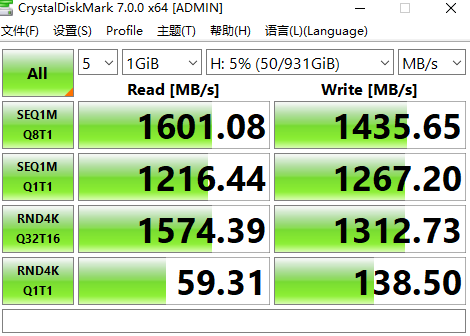 CrystalDiskMark 7.0.0 x64 [ADMIN]
文件(F) 设置(S) Profile 主题(T) 帮助(H) 语言(L)(Language)
All 5 1GiB H: 5% (50/931GiB) MB/s
Read [MB/s] Write [MB/s]
SEQ1M
Q8T1 1601.08 1435.65
SEQ1M
Q1T1 1216.44 1267.20
RND4K
Q32T16 1574.39 1312.73
RND4K
Q1T1 59.31 138.50